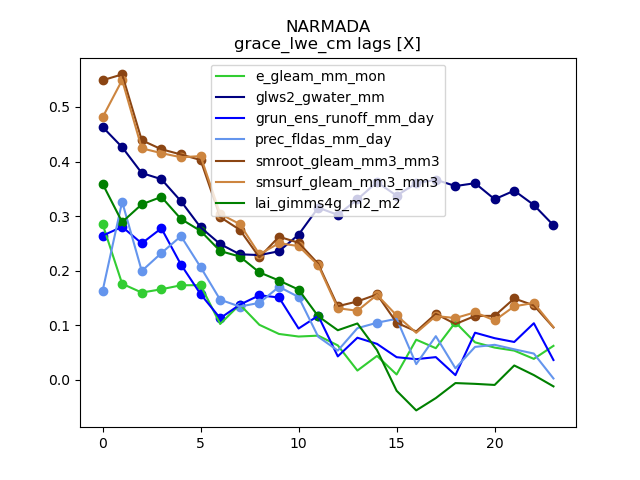 NARMADA
grace_lwe_cm lags [X]
e_gleam_mm_mon
glws2_gwater_mm
grun_ens_runoff_mm_day
prec_fldas_mm_day
smroot_gleam_mm3_mm3
smsurf_gleam_mm3_mm3
lai_gimms4g_m2_m2
0.5
0.4
0.3
0.2
0.1
0.0
0 5 10 15 20